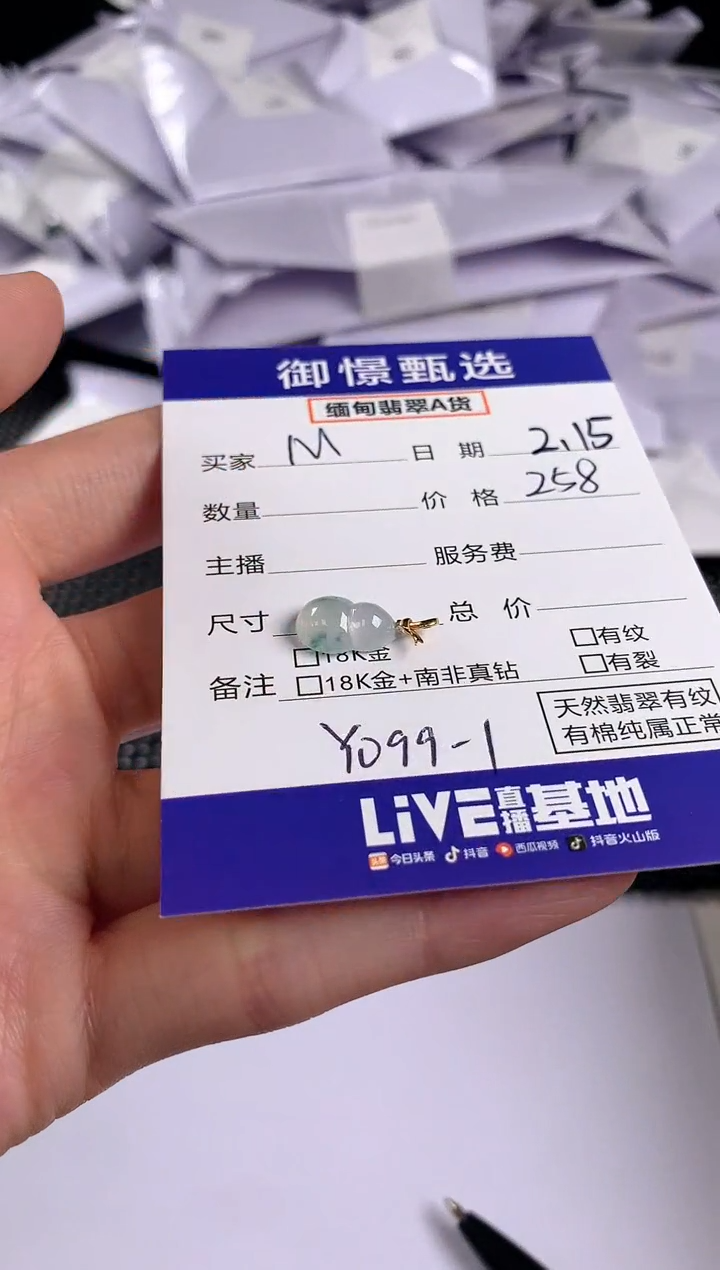 御憬甄选
缅甸翡翠A货
买家 M 日期 2.15
数量 价格 258
主播 服务费
尺寸 总价
□18K金 □有纹
备注 □18K金+南非真钻 □有裂
Y099-1
天然翡翠有纹
有棉纯属正常
LiVE直播基地
头条 今日头条 抖音 西瓜视频 抖音火山版